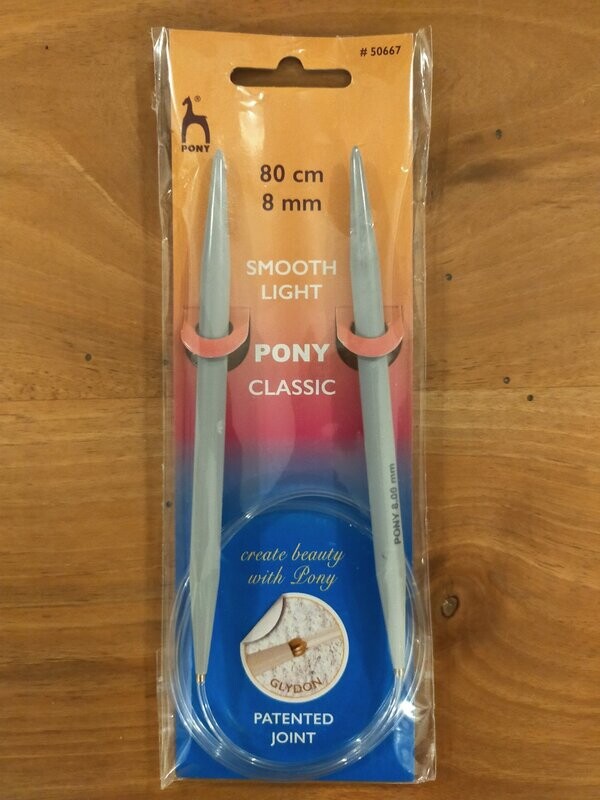 # 50667
®
PONY
80 cm
8 mm
SMOOTH
LIGHT
PONY
CLASSIC
PONY 8.00 mm
create beauty
with Pony
GLYDON
PATENTED
JOINT